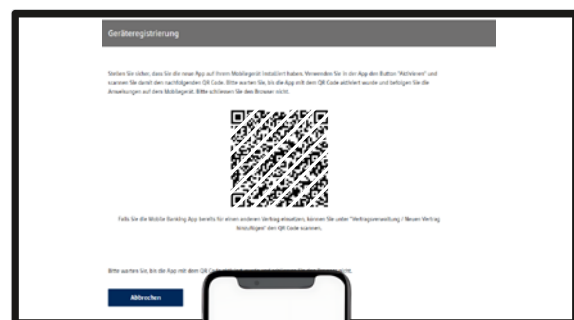 Geräteregistrierung
Stellen Sie sicher, dass Sie die neue App auf Ihrem Mobilegerät installiert haben. Verwenden Sie in der App den Button "Aktivieren" und
scannen Sie damit den nachfolgenden QR Code. Bitte warten Sie, bis die App mit dem QR Code aktiviert wurde und befolgen Sie die
Anweisungen auf dem Mobilegerät. Bitte schliessen Sie den Browser nicht.
Falls Sie die Mobile Banking App bereits für einen anderen Vertrag einsetzen, können Sie unter "Vertragsverwaltung / Neuen Vertrag
hinzufügen" den QR Code scannen.
Bitte warten Sie, bis die App mit dem QR nicht.
Abbrechen